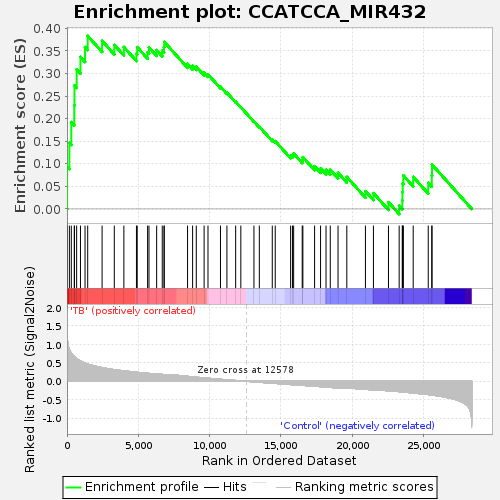 Enrichment plot: CCATCCA_MIR432
Enrichment score (ES)
0.40
0.35
0.30
0.25
0.20
0.15
0.10
0.05
0.00
'TB' (positively correlated)
Ranked list metric (Signal2Noise)
2.0
1.5
1.0
0.5
0.0
-0.5
-1.0
Zero cross at 12578
'Control' (negatively correlated)
0 5,000 10,000 15,000 20,000 25,000
Rank in Ordered Dataset
Enrichment profile Hits Ranking metric scores